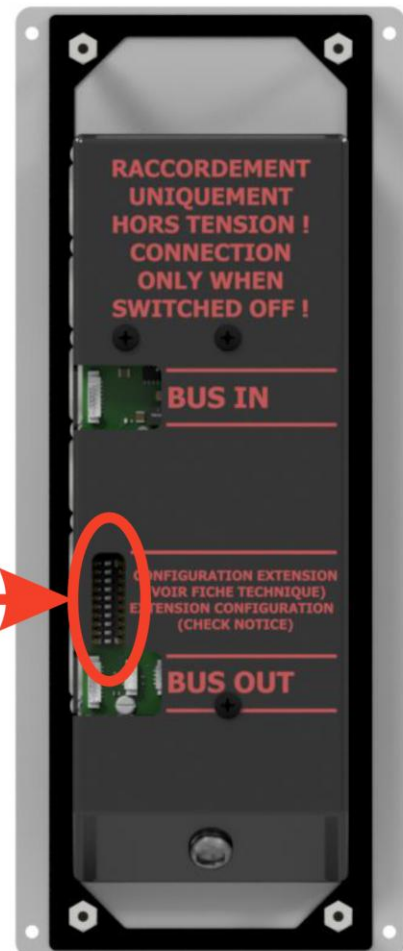 RACCORDEMENT
UNIQUEMENT
HORS TENSION !
CONNECTION
ONLY WHEN
SWITCHED OFF !
BUS IN
CONFIGURATION EXTENSION
(VOIR FICHE TECHNIQUE)
EXTENSION CONFIGURATION
(CHECK NOTICE)
BUS OUT